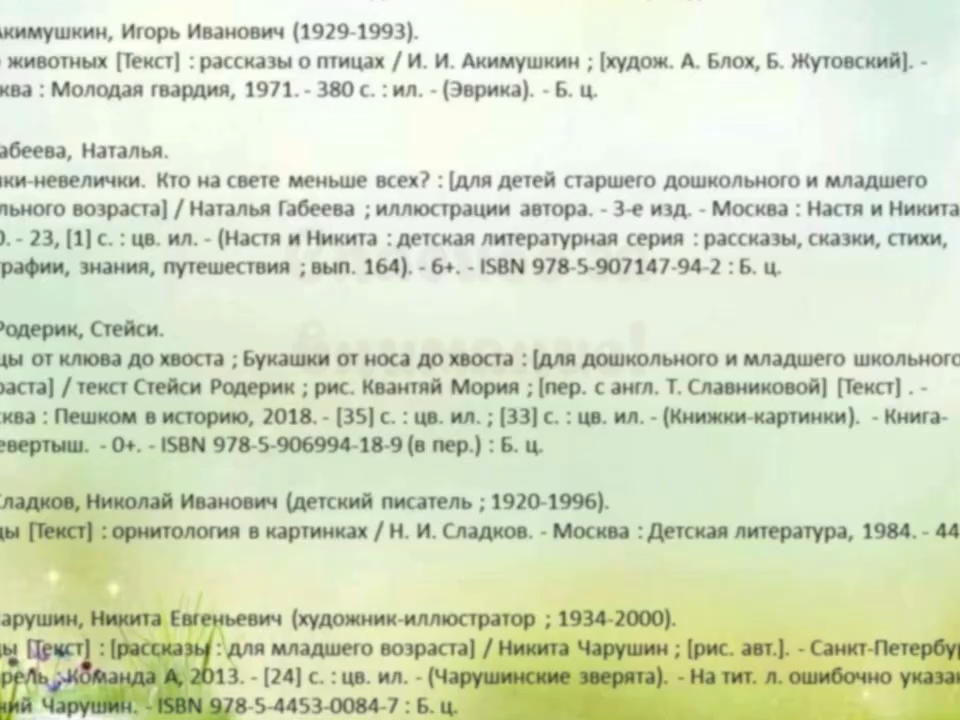 Акимушкин, Игорь Иванович (1929-1993).
животных [Текст] : рассказы о птицах / И. И. Акимушкин ; [худож. А. Блох, Б. Жутовский]. -
ква : Молодая гвардия, 1971. - 380 с. : ил. - (Эврика). - Б. ц.
абеева, Наталья.
ки-невелички. Кто на свете меньше всех? : [для детей старшего дошкольного и младшего
льного возраста] / Наталья Габеева ; иллюстрации автора. - 3-е изд. - Москва : Настя и Никита
0. - 23, [1] с. : цв. ил. - (Настя и Никита : детская литературная серия : рассказы, сказки, стихи,
графии, знания, путешествия ; вып. 164). - 6+. - ISBN 978-5-907147-94-2 : Б. ц.
Родерик, Стейси.
цы от клюва до хвоста ; Букашки от носа до хвоста : [для дошкольного и младшего школьного
раста] / текст Стейси Родерик ; рис. Квантяй Мория ; [пер. с англ. Т. Славниковой] [Текст] . -
сква : Пешком в историю, 2018. - [35] с. : цв. ил. ; [33] с. : цв. ил. - (Книжки-картинки). - Книга-
евертыш. - 0+. - ISBN 978-5-906994-18-9 (в пер.) : Б. ц.
Сладков, Николай Иванович (детский писатель ; 1920-1996).
цы [Текст] : орнитология в картинках / Н. И. Сладков. - Москва : Детская литература, 1984. - 44
Чарушин, Никита Евгеньевич (художник-иллюстратор ; 1934-2000).
цы [Текст] : [рассказы : для младшего возраста] / Никита Чарушин ; [рис. авт.]. - Санкт-Петербур
рель : Команда А, 2013. - [24] с. : цв. ил. - (Чарушинские зверята). - На тит. л. ошибочно указан
ний Чарушин. - ISBN 978-5-4453-0084-7 : Б. ц.